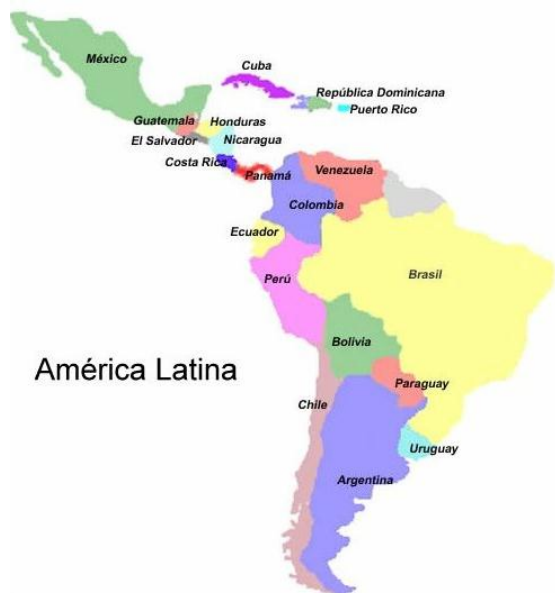 México
Cuba
República Dominicana
Puerto Rico
Guatemala
Honduras
El Salvador
Nicaragua
Costa Rica
Panamá
Venezuela
Colombia
Ecuador
Brasil
Perú
Bolivia
América Latina
Paraguay
Chile
Uruguay
Argentina